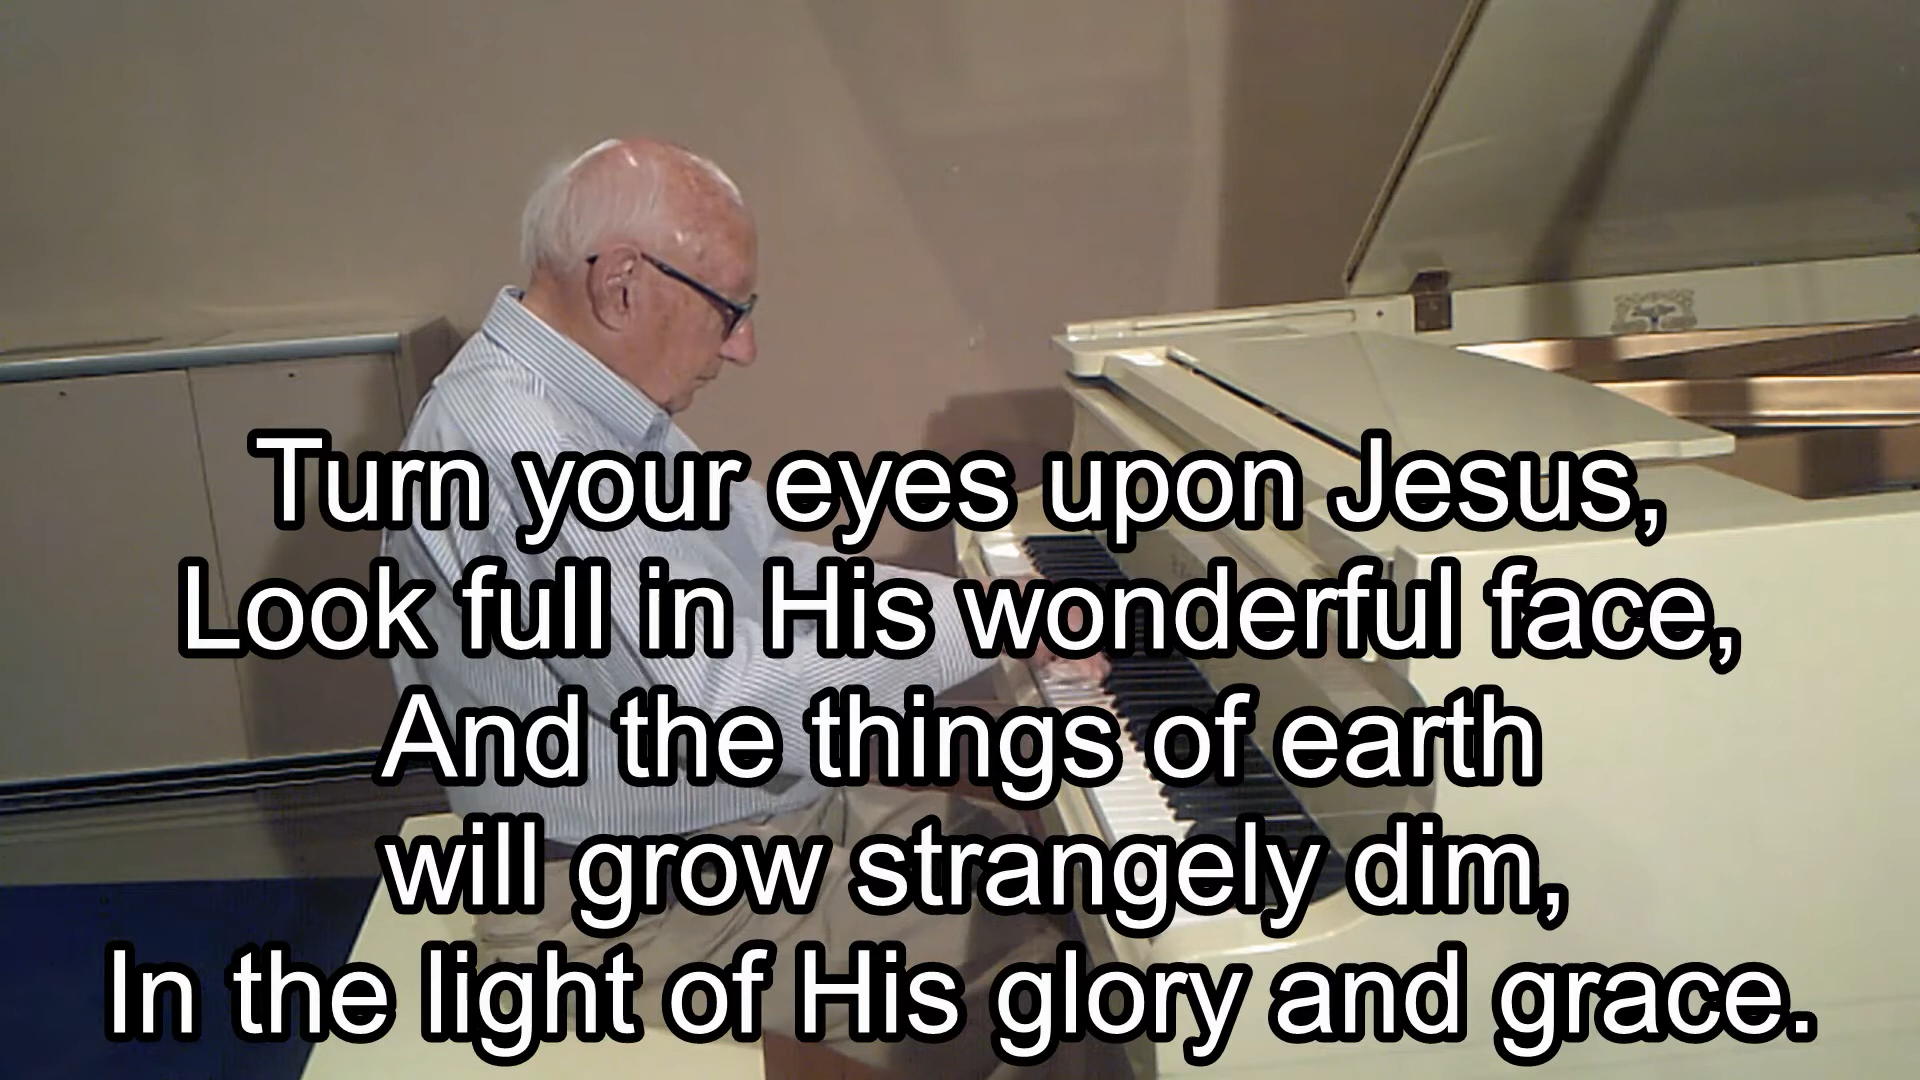 Turn your eyes upon Jesus,
Look full in His wonderful face,
And the things of earth
will grow strangely dim,
In the light of His glory and grace.